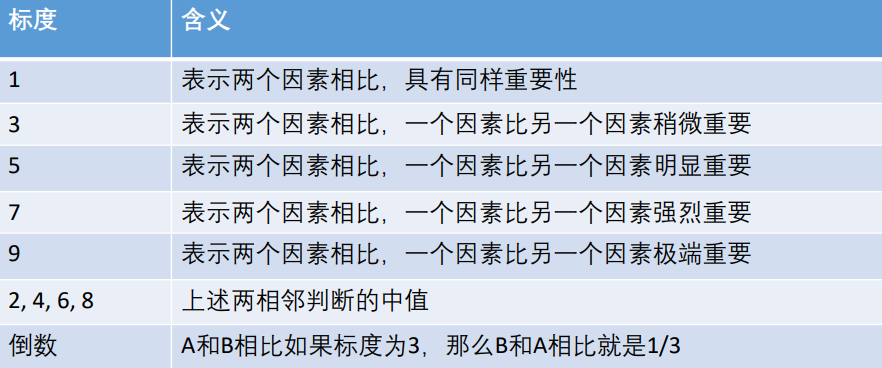 标度 含义
1 表示两个因素相比，具有同样重要性
3 表示两个因素相比，一个因素比另一个因素稍微重要
5 表示两个因素相比，一个因素比另一个因素明显重要
7 表示两个因素相比，一个因素比另一个因素强烈重要
9 表示两个因素相比，一个因素比另一个因素极端重要
2, 4, 6, 8 上述两相邻判断的中值
倒数 A和B相比如果标度为3，那么B和A相比就是1/3